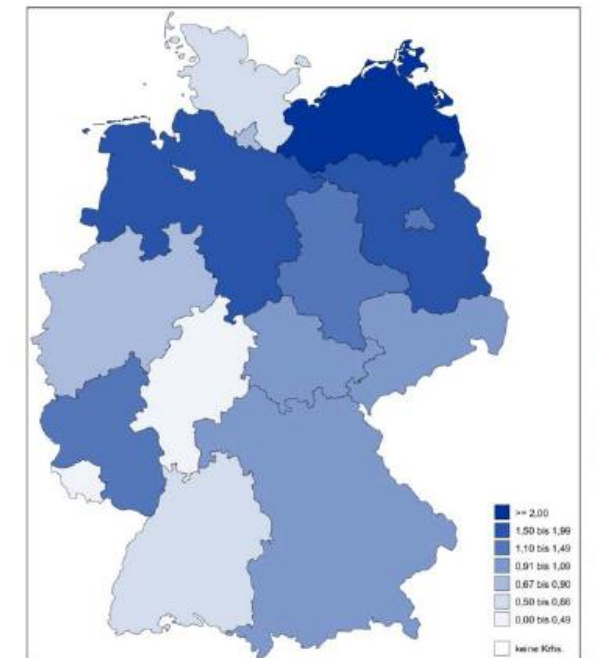 >= 2,00
1,50 bis 1,99
1,10 bis 1,49
0,91 bis 1,09
0,67 bis 0,90
0,50 bis 0,66
0,00 bis 0,49
keine Krhs.